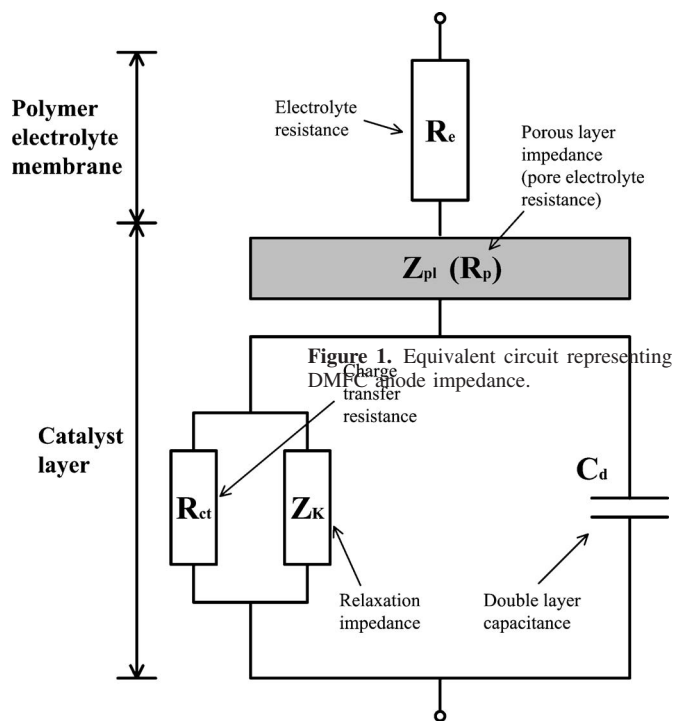 Polymer
electrolyte
membrane
Electrolyte
resistance
Re
Porous layer
impedance
(pore electrolyte
resistance)
Zpl (Rp)
Figure 1. Equivalent circuit representing
DMFC anode impedance.
Charge
transfer
resistance
Catalyst
layer
Rct
ZK
Cd
Relaxation
impedance
Double layer
capacitance